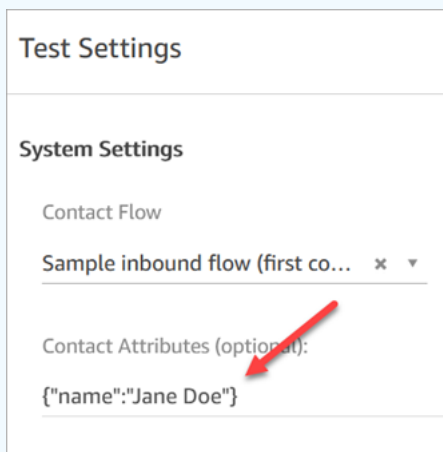 Test Settings
System Settings
Contact Flow
Sample inbound flow (first co...
Contact Attributes (optional):
{"name":"Jane Doe"}